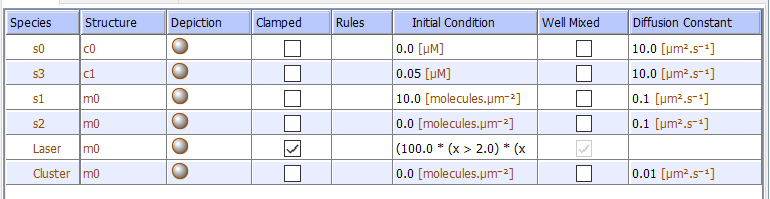 Species Structure Depiction Clamped Rules Initial Condition Well Mixed Diffusion Constant
s0 c0 0.0 [µM] 10.0 [µm².s⁻¹]
s3 c1 0.05 [µM] 10.0 [µm².s⁻¹]
s1 m0 10.0 [molecules.µm⁻²] 0.1 [µm².s⁻¹]
s2 m0 0.0 [molecules.µm⁻²] 0.1 [µm².s⁻¹]
Laser m0 (100.0 * (x > 2.0) * (x
Cluster m0 0.0 [molecules.µm⁻²] 0.01 [µm².s⁻¹]